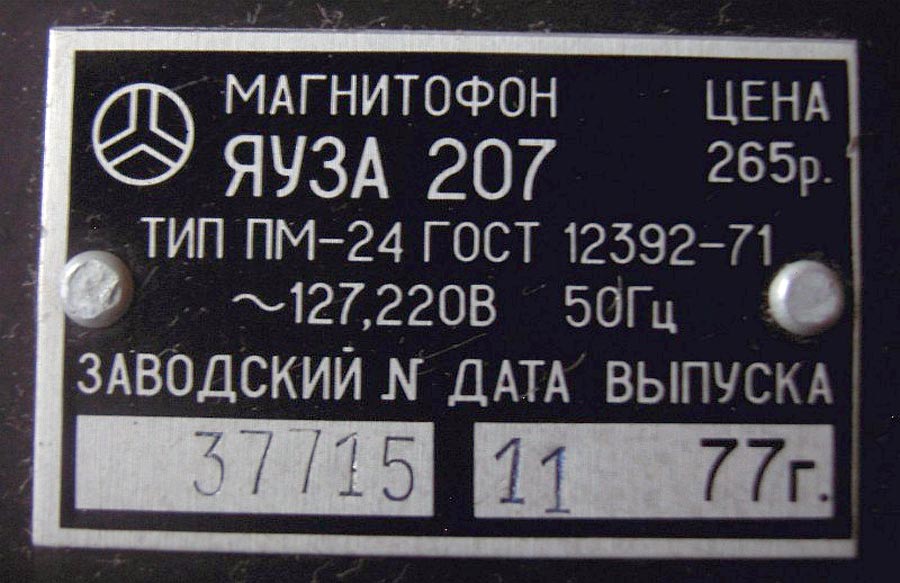 МАГНИТОФОН ЦЕНА
ЯУЗА 207 265р.
ТИП ПМ-24 ГОСТ 12392-71
~127,220В 50Гц
ЗАВОДСКИЙ N ДАТА ВЫПУСКА
37715 11 77г.